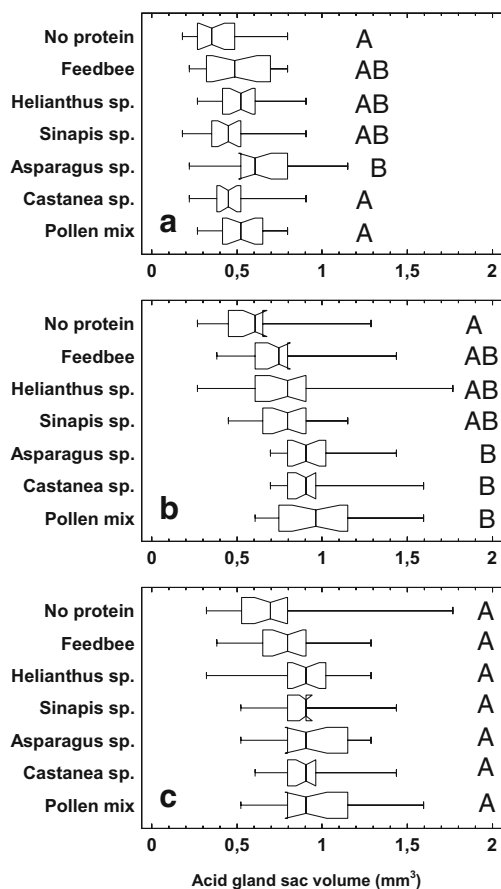 No protein A
Feedbee AB
Helianthus sp. AB
Sinapis sp. AB
Asparagus sp. B
Castanea sp. A
Pollen mix A
a
0 0,5 1 1,5 2
No protein A
Feedbee AB
Helianthus sp. AB
Sinapis sp. AB
Asparagus sp. B
Castanea sp. B
Pollen mix B
b
0 0,5 1 1,5 2
No protein A
Feedbee A
Helianthus sp. A
Sinapis sp. A
Asparagus sp. A
Castanea sp. A
Pollen mix A
c
0 0,5 1 1,5 2
Acid gland sac volume (mm³)